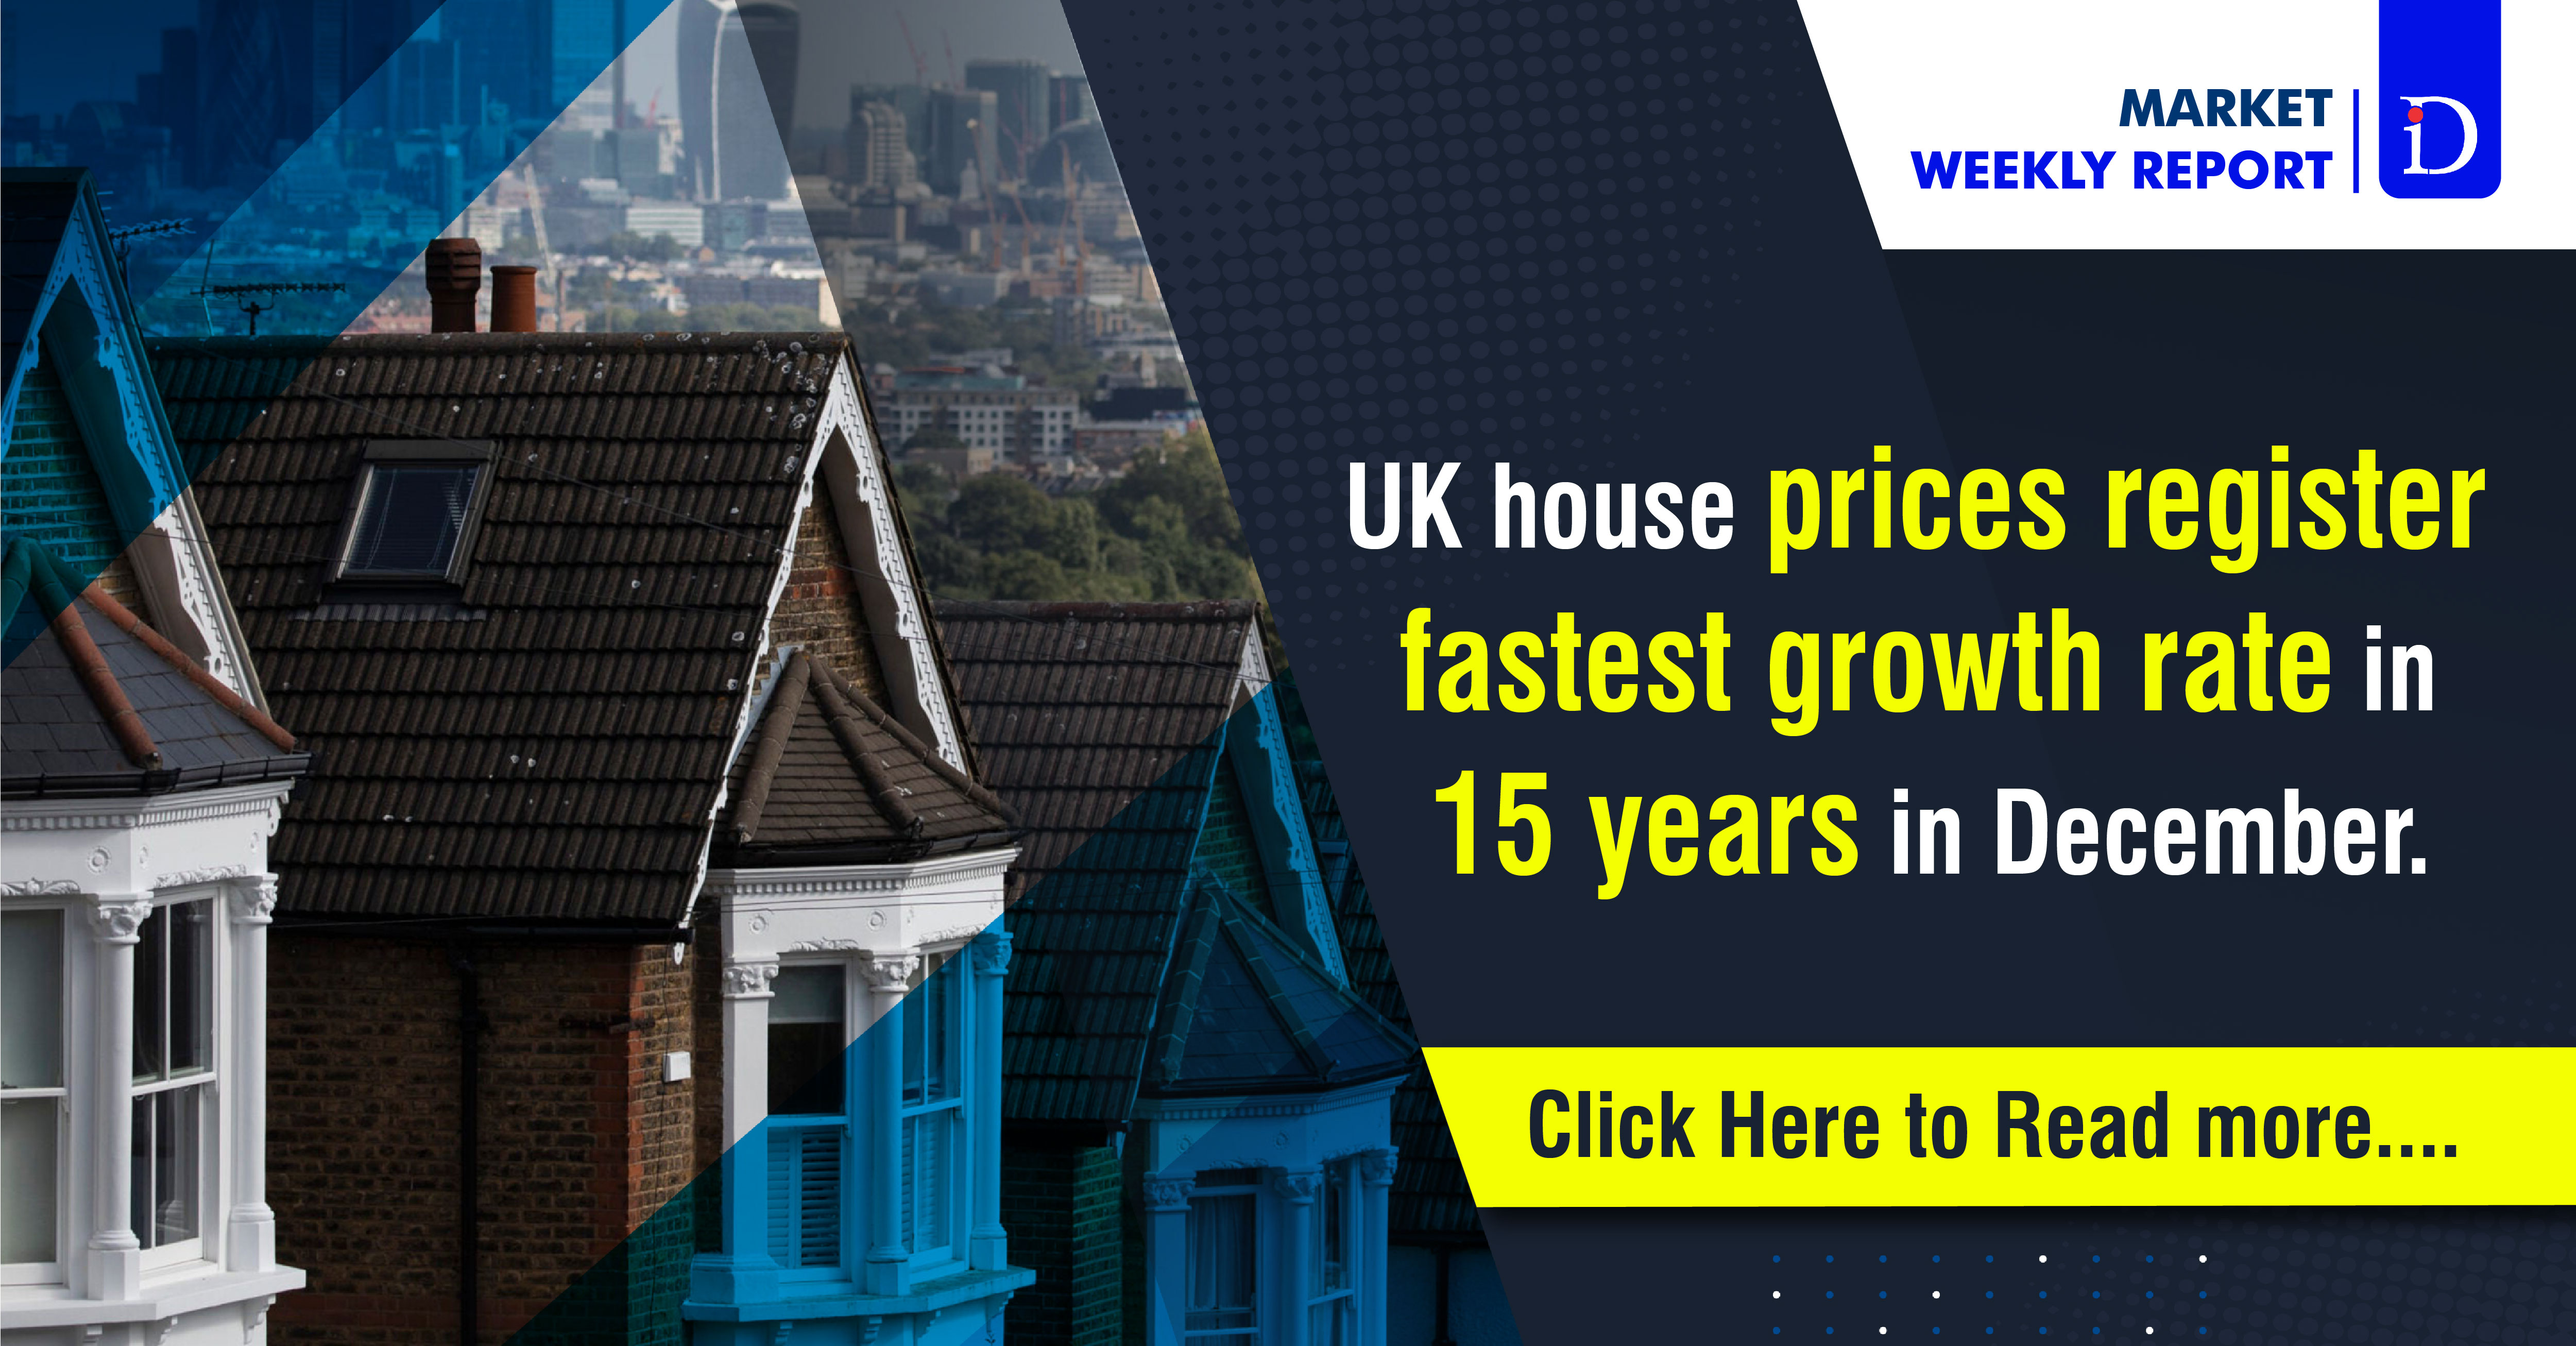 MARKET
WEEKLY REPORT
iD
UK house prices register
fastest growth rate in
15 years in December.
Click Here to Read more....